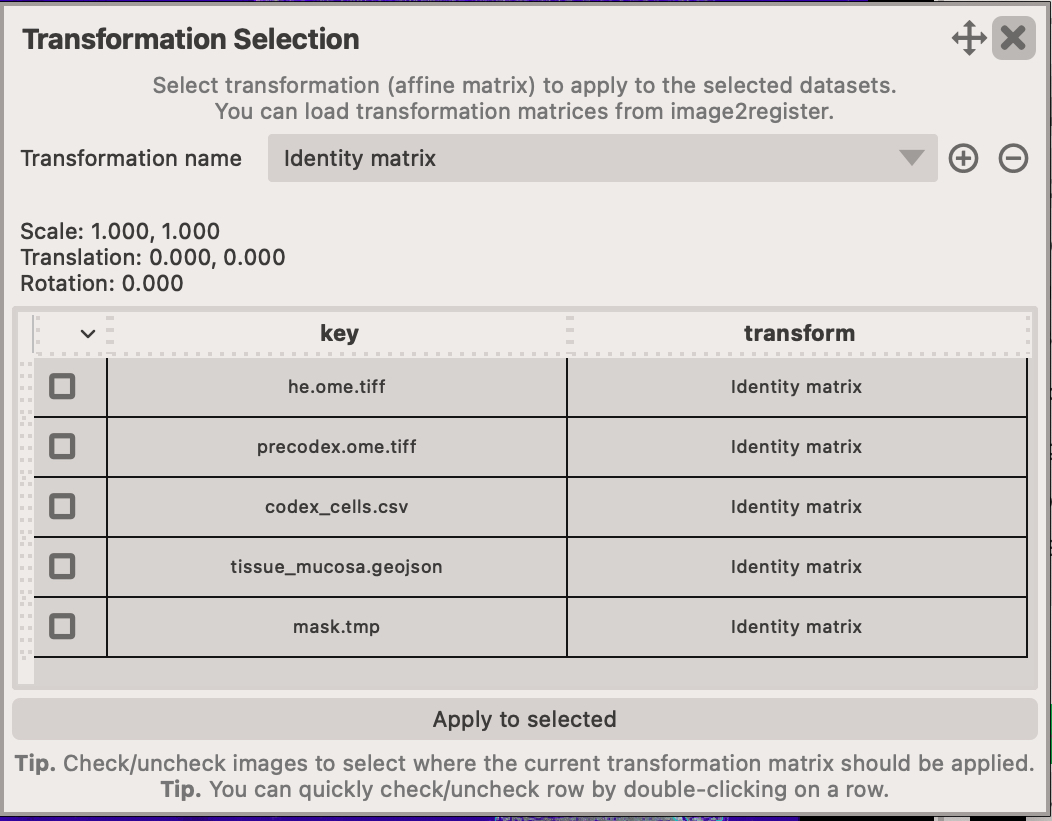 Transformation Selection
Select transformation (affine matrix) to apply to the selected datasets.
You can load transformation matrices from image2register.
Transformation name Identity matrix
Scale: 1.000, 1.000
Translation: 0.000, 0.000
Rotation: 0.000
key transform
he.ome.tiff Identity matrix
precodex.ome.tiff Identity matrix
codex_cells.csv Identity matrix
tissue_mucosa.geojson Identity matrix
mask.tmp Identity matrix
Apply to selected
Tip. Check/uncheck images to select where the current transformation matrix should be applied.
Tip. You can quickly check/uncheck row by double-clicking on a row.